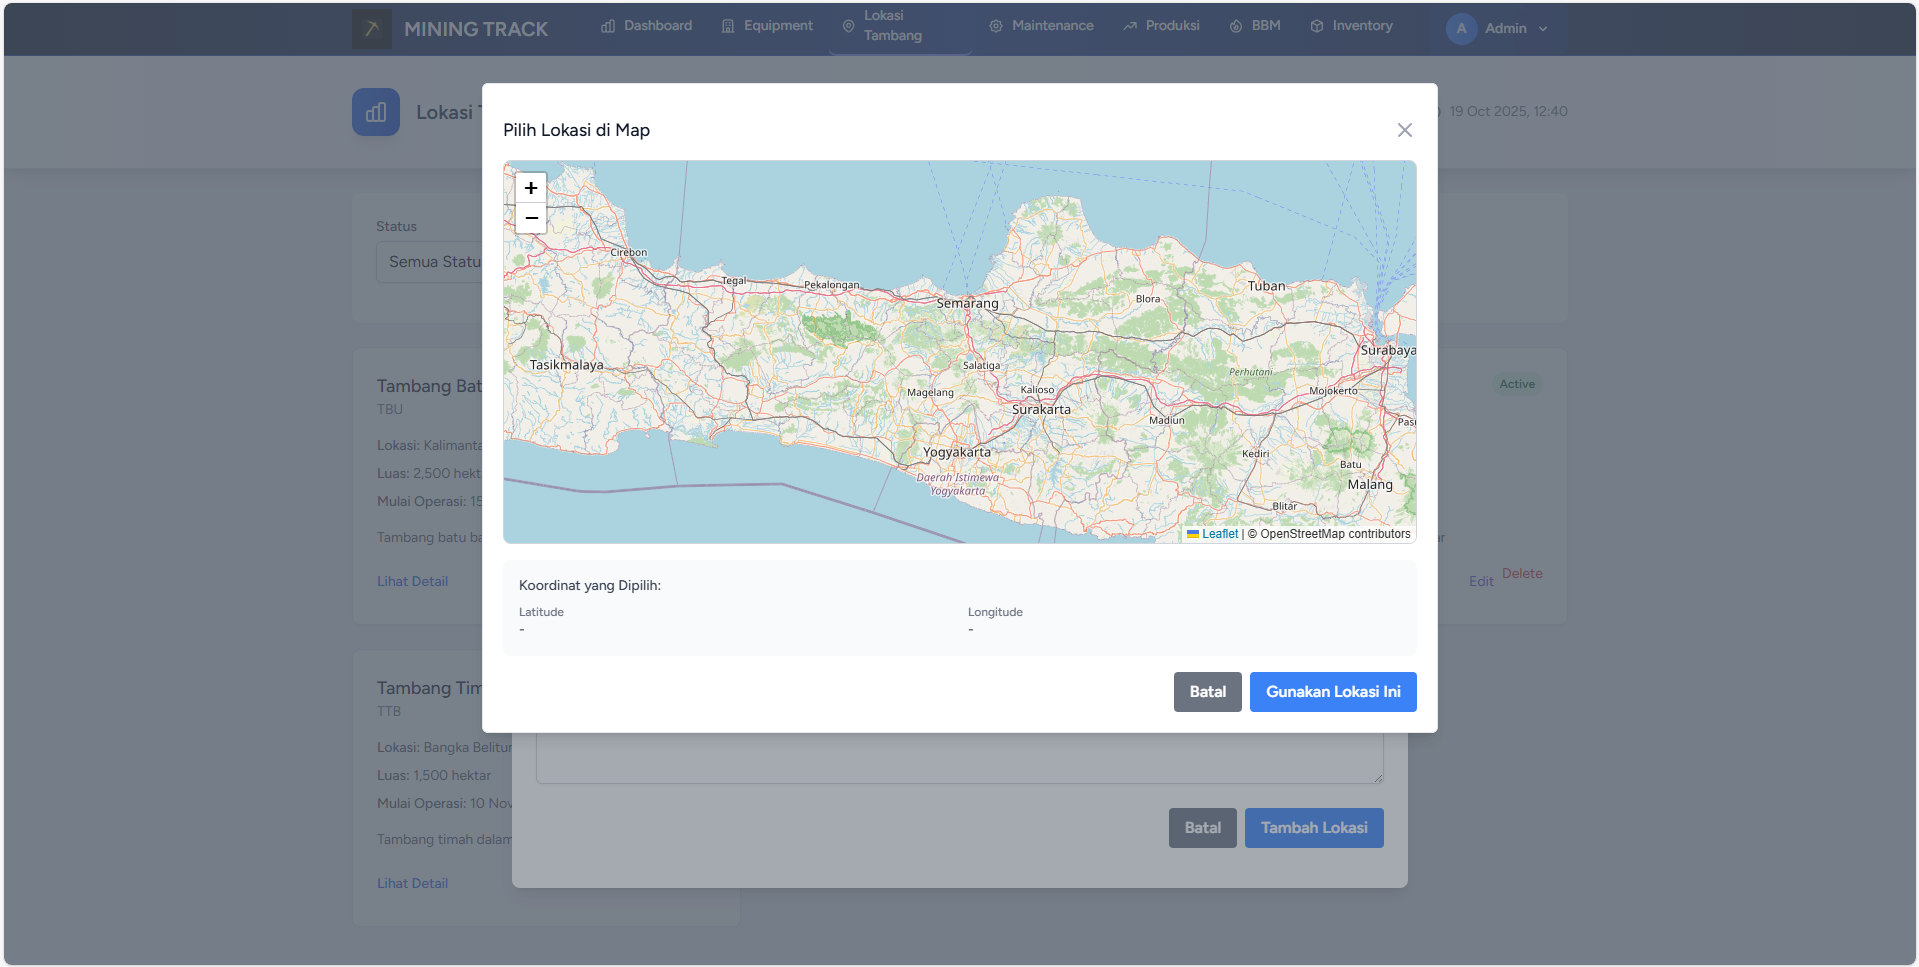 MINING TRACK
Dashboard
Equipment
Lokasi
Tambang
Maintenance
Produksi
BBM
Inventory
A
Admin
Lokasi
19 Oct 2025, 12:40
Pilih Lokasi di Map
+
−
Cirebon
Tegal
Pekalongan
Semarang
Blora
Tuban
Surabaya
Tasikmalaya
Salatiga
Perhutani
Magelang
Kalioso
Mojokerto
Surakarta
Madiun
Pasu
Yogyakarta
Kediri
Batu
Daerah Istimewa
Yogyakarta
Malang
Blitar
Leaflet | © OpenStreetMap contributors
Koordinat yang Dipilih:
Latitude
Longitude
-
-
Batal
Gunakan Lokasi Ini
Status
Semua Statu
Tambang Bat
TBU
Active
Lokasi: Kalimanta
Luas: 2,500 hekt
Mulai Operasi: 15
Tambang batu ba
ar
Lihat Detail
Edit
Delete
Tambang Tim
TTB
Lokasi: Bangka Belitun
Luas: 1,500 hektar
Mulai Operasi: 10 Nov
Tambang timah dalam
Lihat Detail
Batal
Tambah Lokasi